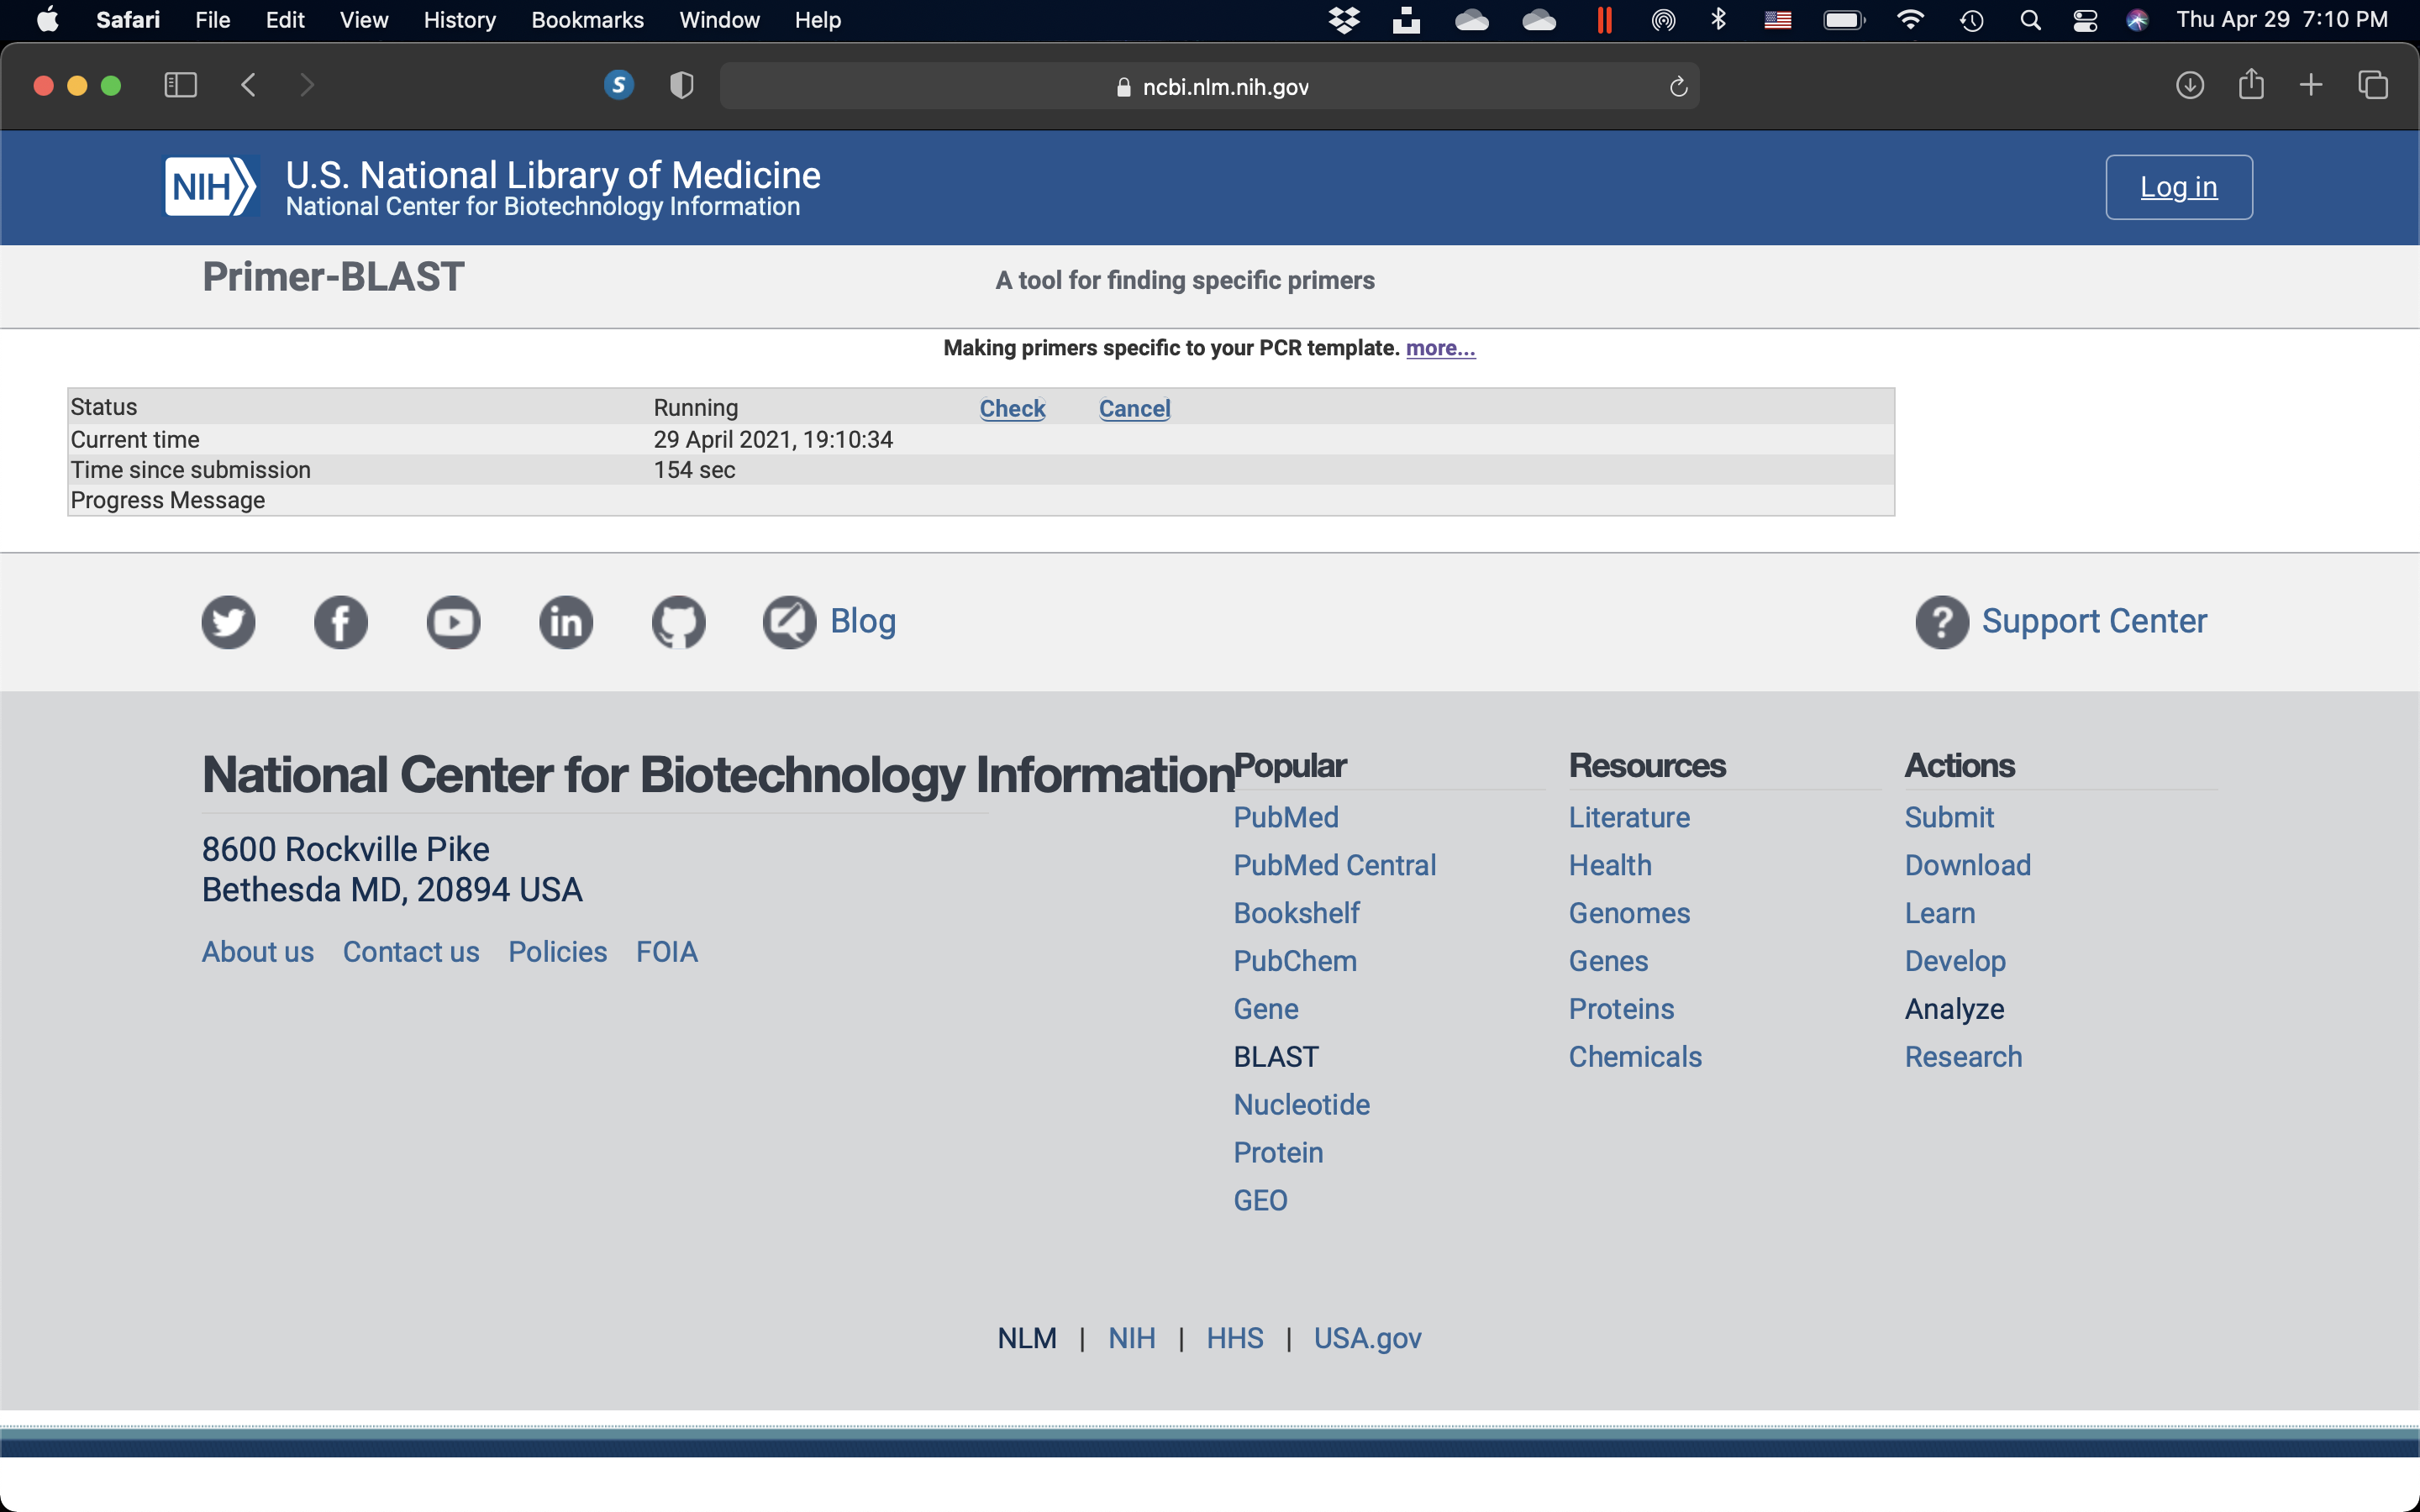 Safari File Edit View History Bookmarks Window Help Thu Apr 29 7:10 PM
S ncbi.nlm.nih.gov
NIH U.S. National Library of Medicine
National Center for Biotechnology Information
Log in
Primer-BLAST A tool for finding specific primers
Making primers specific to your PCR template. more...
Status Running Check Cancel
Current time 29 April 2021, 19:10:34
Time since submission 154 sec
Progress Message
Blog Support Center
National Center for Biotechnology Information
8600 Rockville Pike
Bethesda MD, 20894 USA
About us Contact us Policies FOIA
Popular
PubMed
PubMed Central
Bookshelf
PubChem
Gene
BLAST
Nucleotide
Protein
GEO
Resources
Literature
Health
Genomes
Genes
Proteins
Chemicals
Actions
Submit
Download
Learn
Develop
Analyze
Research
NLM | NIH | HHS | USA.gov